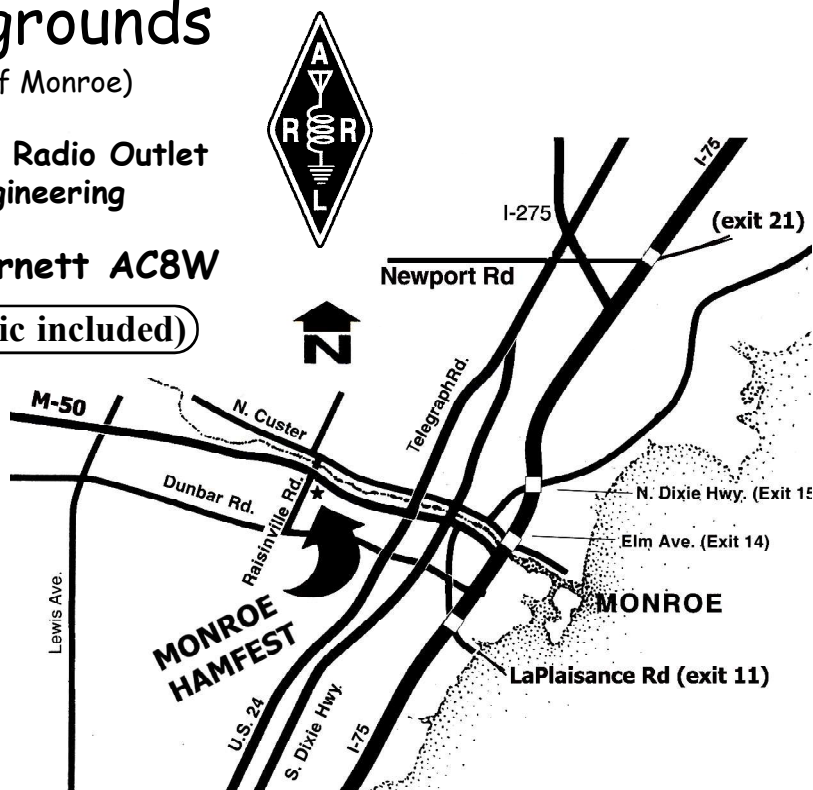 grounds
f Monroe)
Radio Outlet
gineering
rnett AC8W
ic included)
A
R R
L
N
I-75
I-275
(exit 21)
Newport Rd
Telegraph Rd.
M-50
N. Custer
Dunbar Rd.
Raisinville Rd.
N. Dixie Hwy. (Exit 15
Elm Ave. (Exit 14)
Lewis Ave.
MONROE
HAMFEST
MONROE
LaPlaisance Rd (exit 11)
U.S. 24
S. Dixie Hwy.
I-75